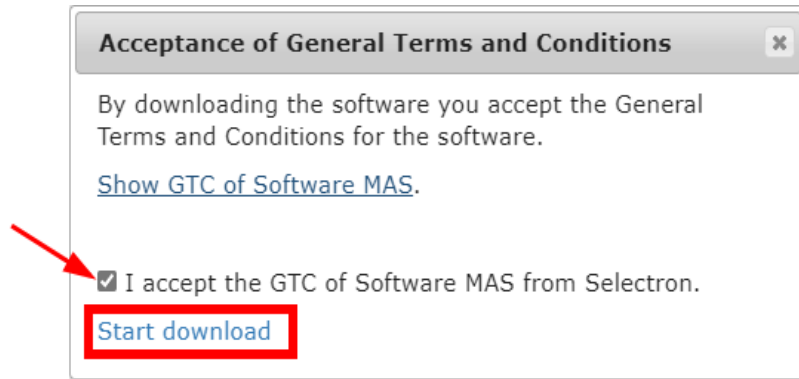 Acceptance of General Terms and Conditions
By downloading the software you accept the General
Terms and Conditions for the software.
Show GTC of Software MAS.
I accept the GTC of Software MAS from Selectron.
Start download